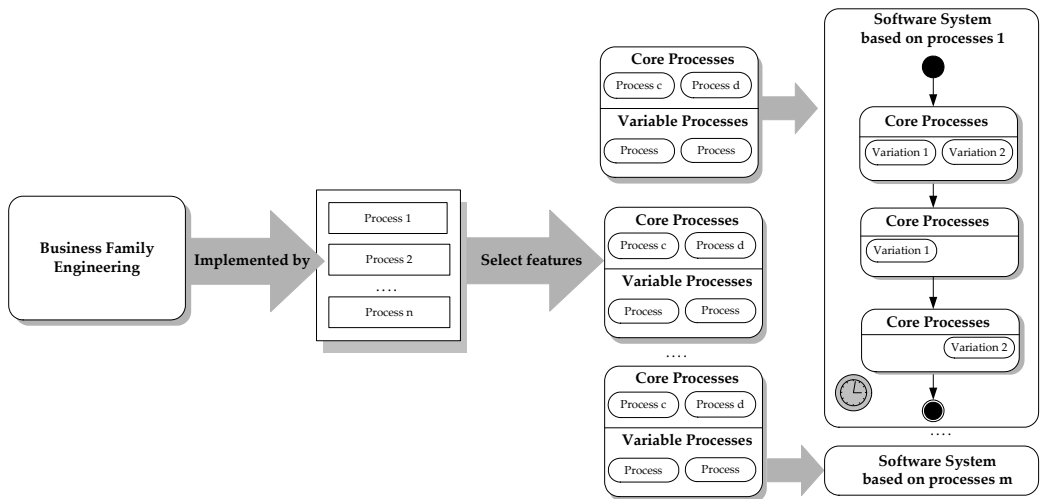 Business Family
Engineering
Implemented by
Process 1
Process 2
....
Process n
Select features
Core Processes
Process c
Process d
Variable Processes
Process
Process
Core Processes
Process c
Process d
Variable Processes
Process
Process
....
Core Processes
Process c
Process d
Variable Processes
Process
Process
Software System
based on processes 1
Core Processes
Variation 1
Variation 2
Core Processes
Variation 1
Core Processes
Variation 2
....
Software System
based on processes m